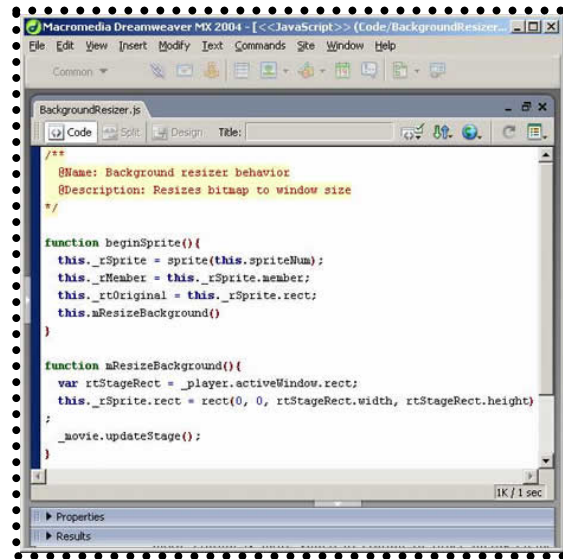 Macromedia Dreamweaver MX 2004 - [<<JavaScript>> (Code/BackgroundResizer...
File Edit View Insert Modify Text Commands Site Window Help
Common
BackgroundResizer.js
Code Split Design Title:
/**
@Name: Background resizer behavior
@Description: Resizes bitmap to window size
*/
function beginSprite(){
this._rSprite = sprite(this.spriteNum);
this._rMember = this._rSprite.member;
this._rtOriginal = this._rSprite.rect;
this.mResizeBackground()
}
function mResizeBackground(){
var rtStageRect = _player.activeWindow.rect;
this._rSprite.rect = rect(0, 0, rtStageRect.width, rtStageRect.height)
;
_movie.updateStage();
}
1K / 1 sec
Properties
Results